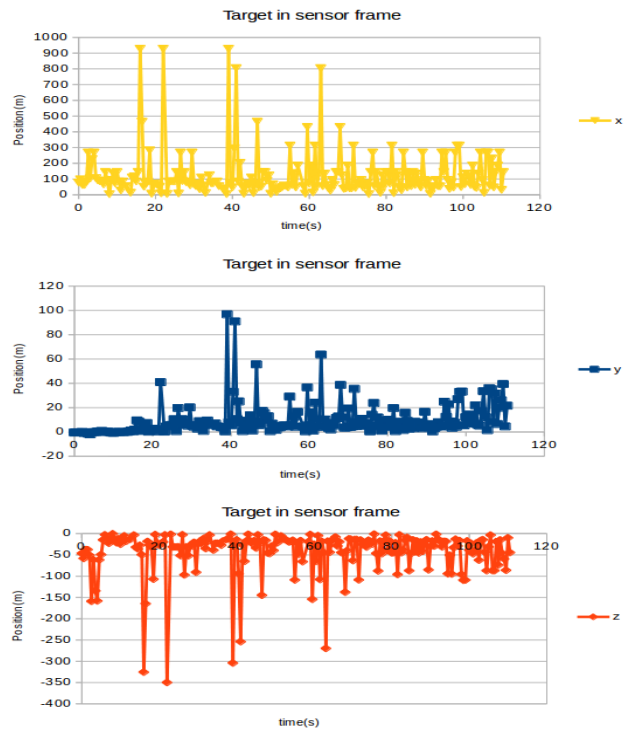 Target in sensor frame
Position(m)
1000
900
800
700
600
500
400
300
200
100
0
0 20 40 60 80 100 120
time(s)
x
Target in sensor frame
Position(m)
120
100
80
60
40
20
0
-20
0 20 40 60 80 100 120
time(s)
y
Target in sensor frame
Position(m)
0
-50
-100
-150
-200
-250
-300
-350
-400
0 20 40 60 80 100 120
time(s)
z